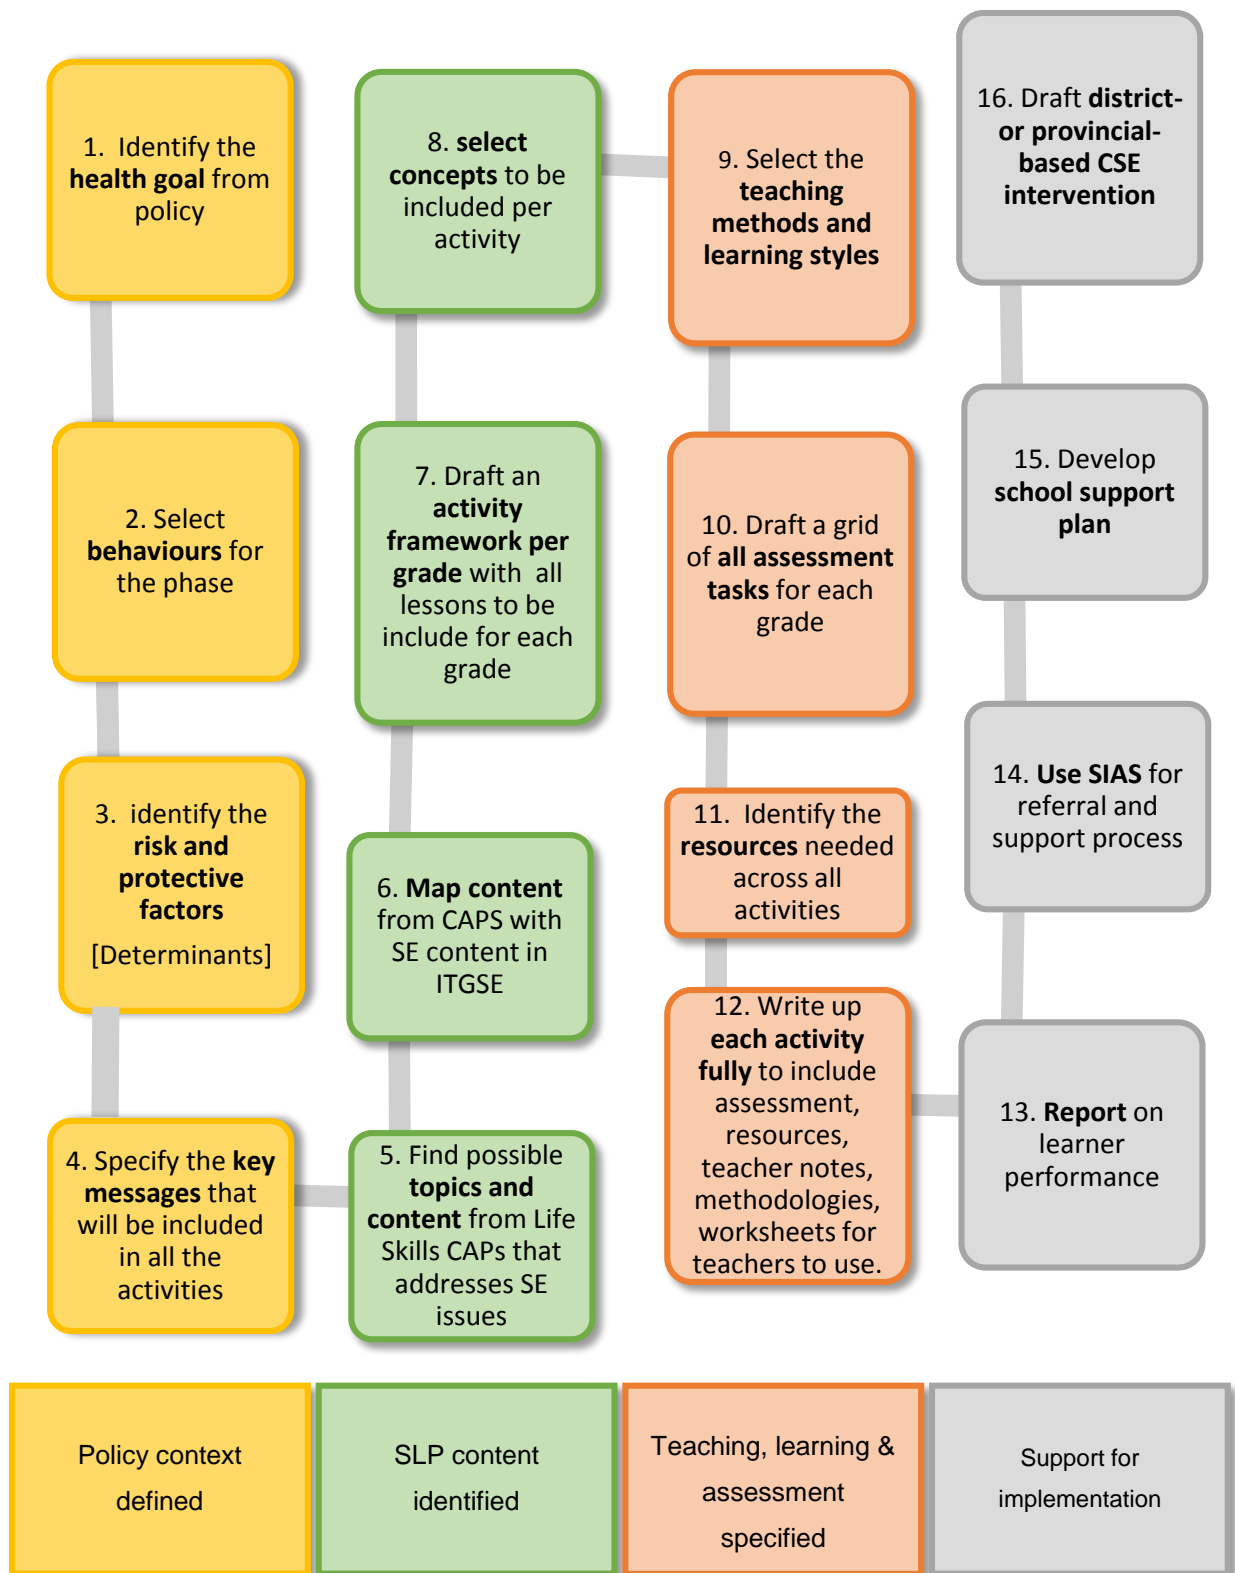 1. Identify the
health goal from
policy
2. Select
behaviours for
the phase
3. identify the
risk and
protective
factors
[Determinants]
4. Specify the key
messages that
will be included
in all the
activities
5. Find possible
topics and
content from Life
Skills CAPs that
addresses SE
issues
6. Map content
from CAPS with
SE content in
ITGSE
7. Draft an
activity
framework per
grade with all
lessons to be
include for each
grade
8. select
concepts to be
included per
activity
9. Select the
teaching
methods and
learning styles
10. Draft a grid
of all assessment
tasks for each
grade
11. Identify the
resources needed
across all
activities
12. Write up
each activity
fully to include
assessment,
resources,
teacher notes,
methodologies,
worksheets for
teachers to use.
13. Report on
learner
performance
14. Use SIAS for
referral and
support process
15. Develop
school support
plan
16. Draft district-
or provincial-
based CSE
intervention
Policy context
defined
SLP content
identified
Teaching, learning &
assessment
specified
Support for
implementation